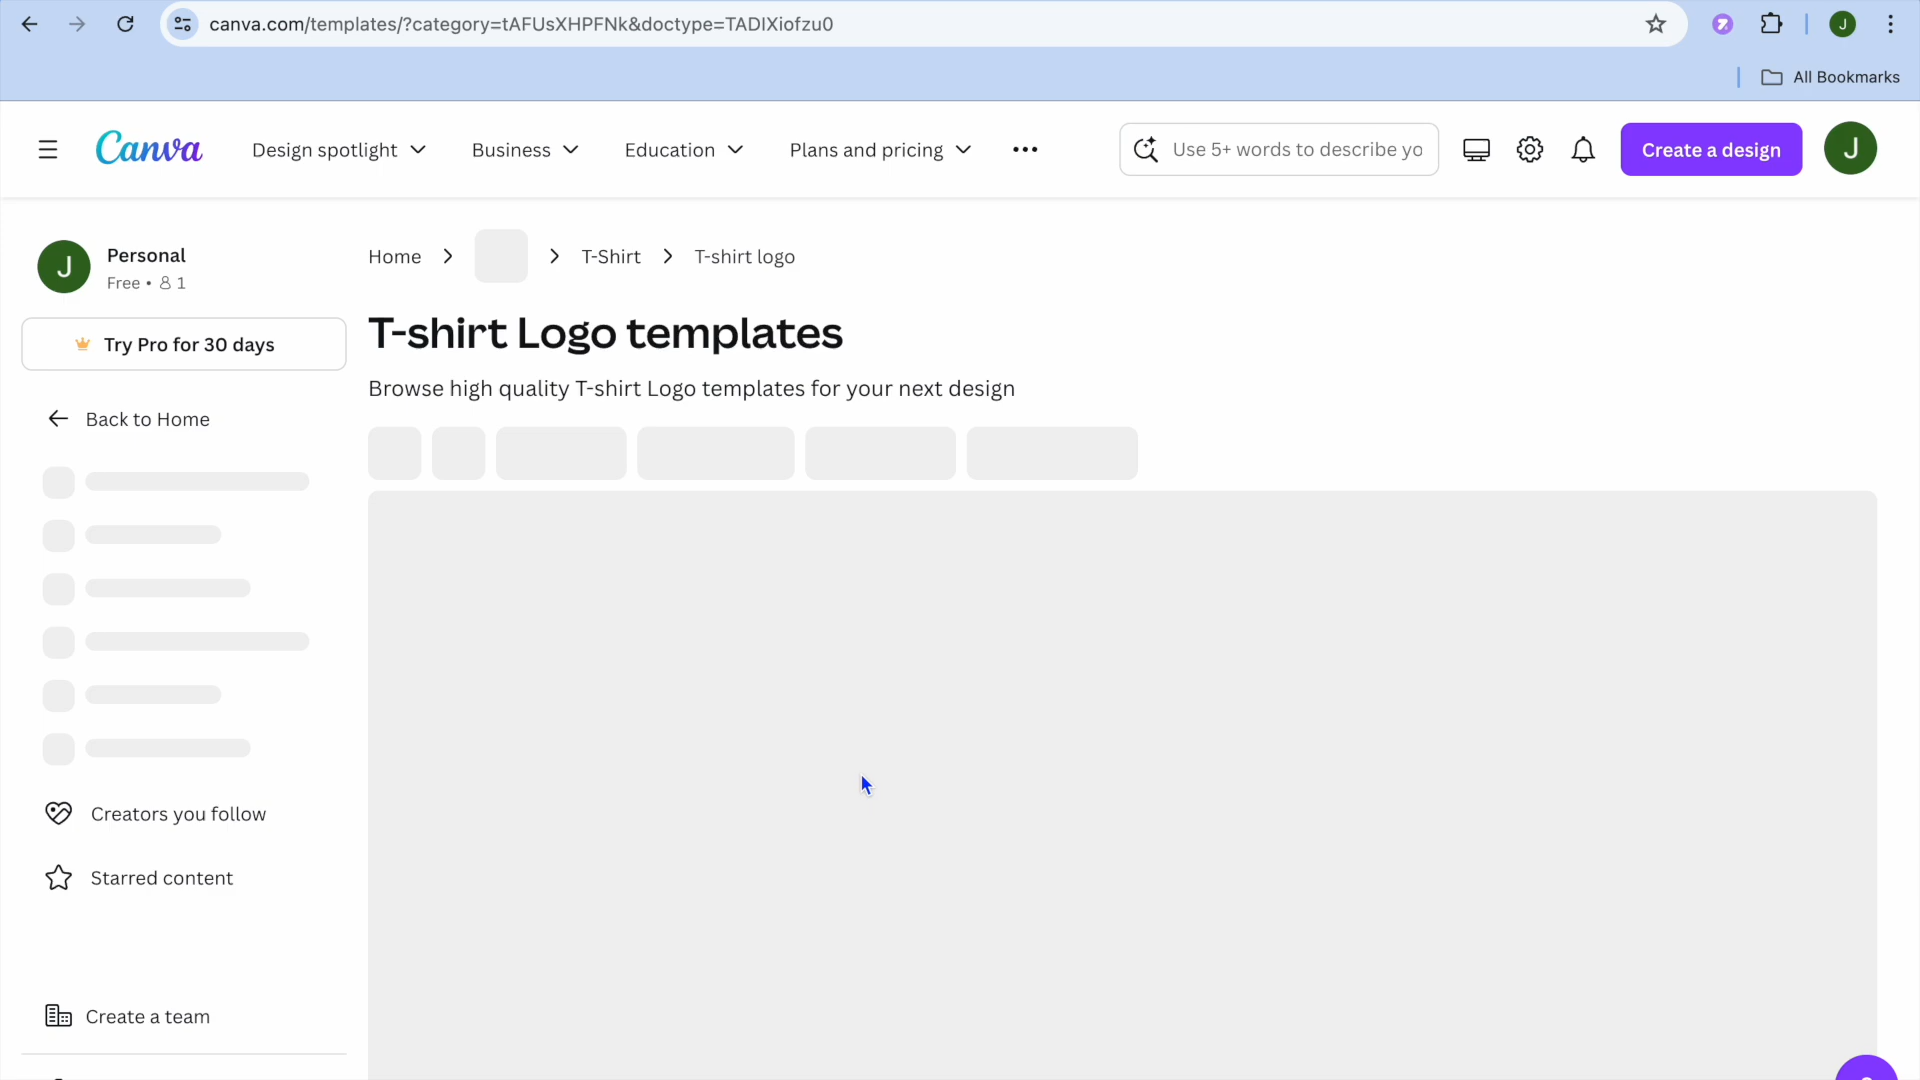 canva.com/templates/?category=tAFUsXHPFNk&doctype=TADlXiofzu0
J
All Bookmarks
Canva
Design spotlight
Business
Education
Plans and pricing
Use 5+ words to describe yo
Create a design
J
J
Personal
Free • 1
Try Pro for 30 days
Back to Home
Creators you follow
Starred content
Create a team
Home > > T-Shirt > T-shirt logo
T-shirt Logo templates
Browse high quality T-shirt Logo templates for your next design